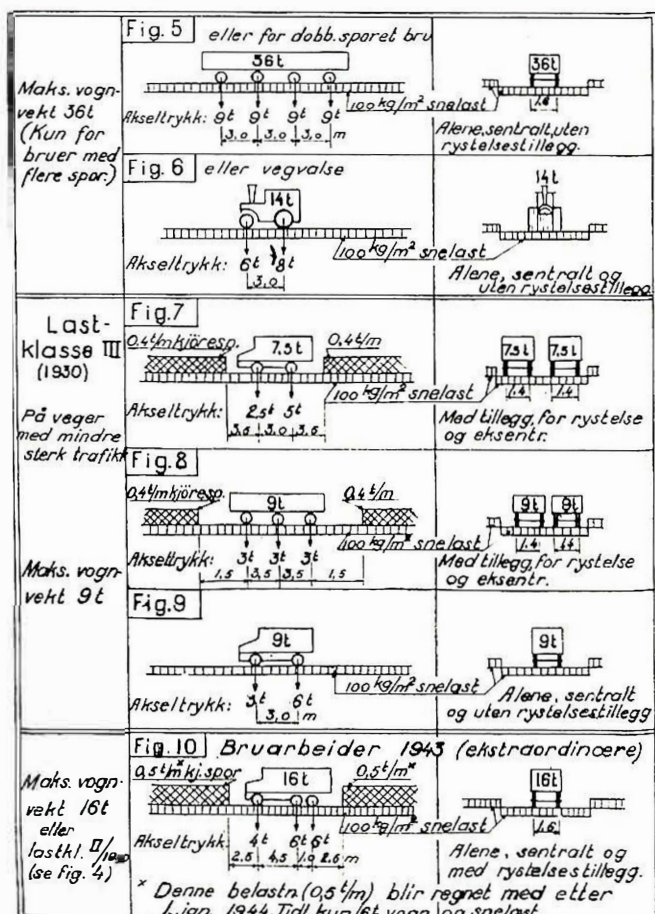 Maks. vogn-
vekt 36t
(Kun for
bruer med
flere spor.)
Fig. 5 eller for dobb. sporet bru
36t
100 kg/m² snelast
Akseltrykk: 9t 9t 9t 9t
3,0 3,0 3,0 m
36t
1.6
Alene, sentralt, uten
rystelsestillegg.
Fig. 6 eller vegvalse
14t
100 kg/m² snelast
Akseltrykk: 6t 8t
3,0
14t
Alene, sentralt og
uten rystelsestillegg
Last-
klasse III
(1930)
På veger
med mindre
sterk trafikk
Maks. vogn-
vekt 9t
Fig. 7
0,4t/m kjöresp. 0,4t/m
7,5t
100 kg/m² snelast
Akseltrykk: 2,5t 5t
3,6 3,0 3,6
7,5t 7,5t
1.4 1.4
Med tillegg, for rystelse
og eksentr.
Fig. 8
0,4t/m kjöresp. 0,4t/m
9t
100 kg/m² snelast
Akseltrykk: 3t 3t 3t
1,5 3,5 3,5 1,5
9t 9t
1.4 1.4
Med tillegg, for rystelse
og eksentr.
Fig. 9
9t
100 kg/m² snelast
Akseltrykk: 3t 6t
3,0 m
9t
Alene, sentralt
og uten rystelsestillegg
Maks. vogn-
vekt 16t
eller
lastkl. II/1930
(se fig. 4)
Fig. 10 Bruarbeider 1943 (ekstraordinære)
0,5t/m* kj.spor 0,5t/m*
16t
100 kg/m² snelast
Akseltrykk: 4t 6t 6t
2,6 4,5 1,0 2,6 m
16t
1.6
Alene, sentralt og
med rystelsestillegg.
* Denne belastn. (0,5t/m) blir regnet med etter
1. jan. 1944. Tidl. kun 16t vogn og snelast